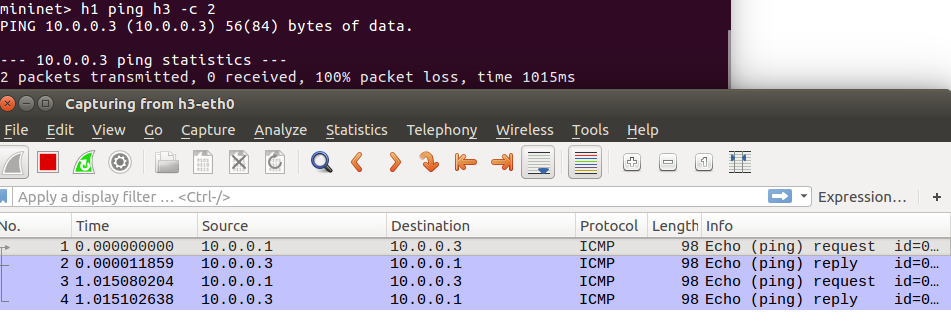 mininet> h1 ping h3 -c 2
PING 10.0.0.3 (10.0.0.3) 56(84) bytes of data.
--- 10.0.0.3 ping statistics ---
2 packets transmitted, 0 received, 100% packet loss, time 1015ms
Capturing from h3-eth0
File Edit View Go Capture Analyze Statistics Telephony Wireless Tools Help
Apply a display filter … <Ctrl-/> Expression… +
No. Time Source Destination Protocol Length Info
1 0.000000000 10.0.0.1 10.0.0.3 ICMP 98 Echo (ping) request id=0…
2 0.000011859 10.0.0.3 10.0.0.1 ICMP 98 Echo (ping) reply id=0…
3 1.015080204 10.0.0.1 10.0.0.3 ICMP 98 Echo (ping) request id=0…
4 1.015102638 10.0.0.3 10.0.0.1 ICMP 98 Echo (ping) reply id=0…